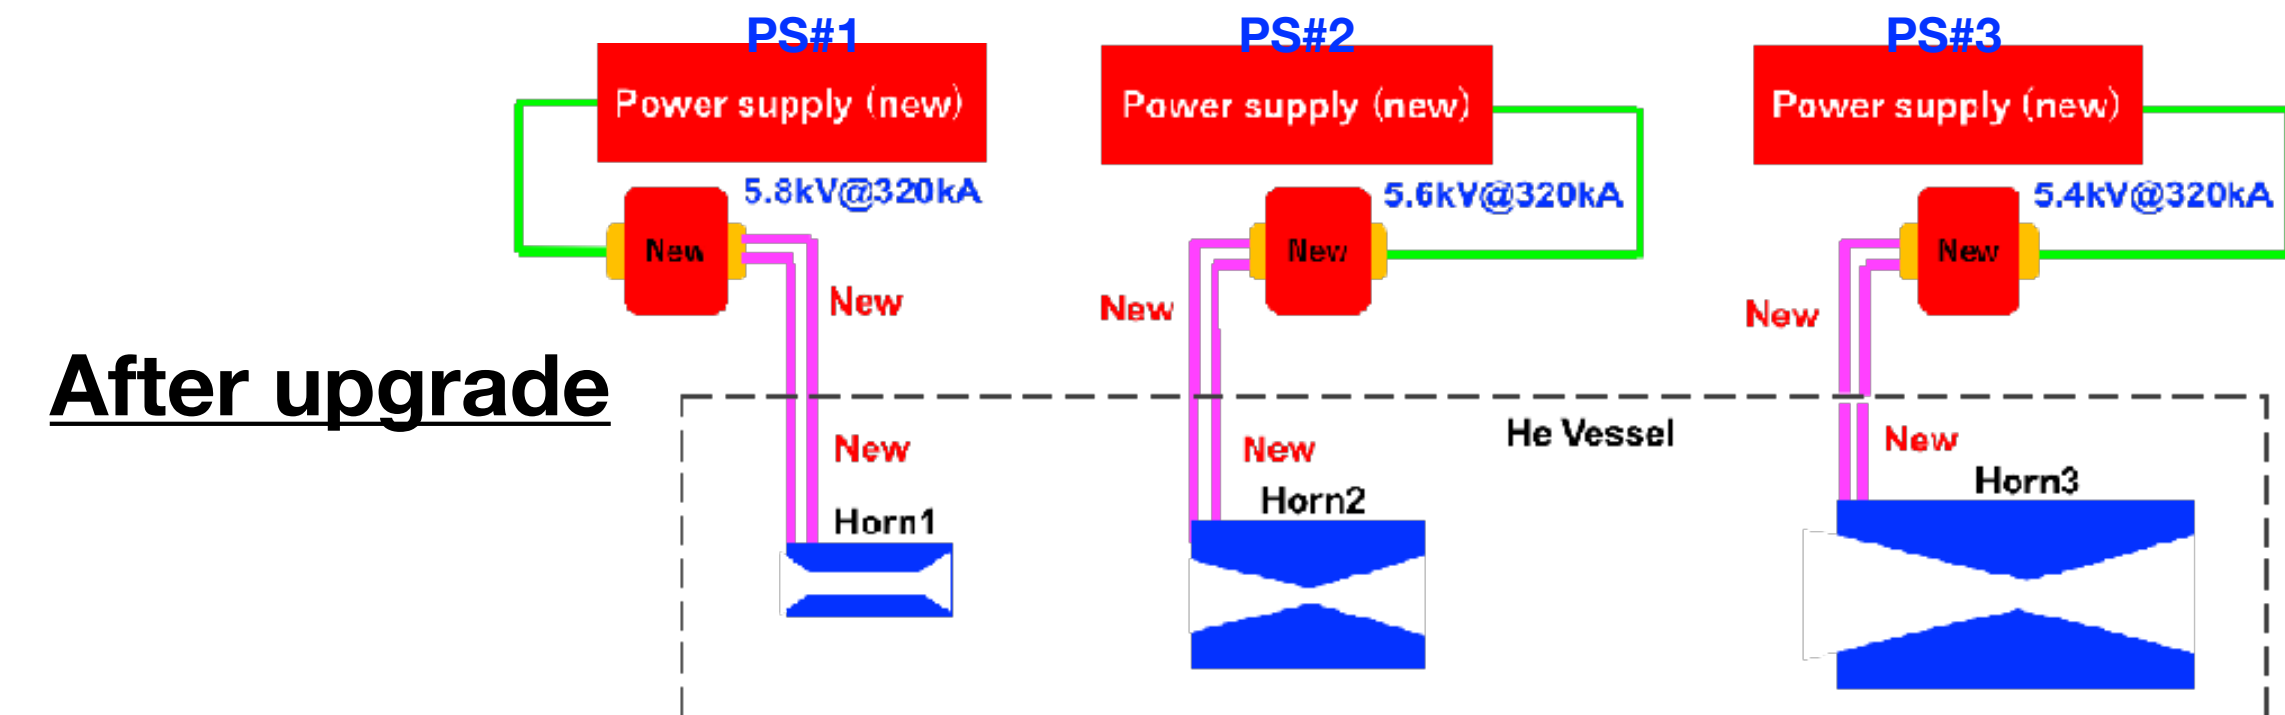 PS#1
PS#2
PS#3
Power supply (new)
Power supply (new)
Power supply (new)
5.8kV@320kA
5.6kV@320kA
5.4kV@320kA
New
New
New
New
New
New
After upgrade
He Vessel
New
New
New
Horn1
Horn2
Horn3